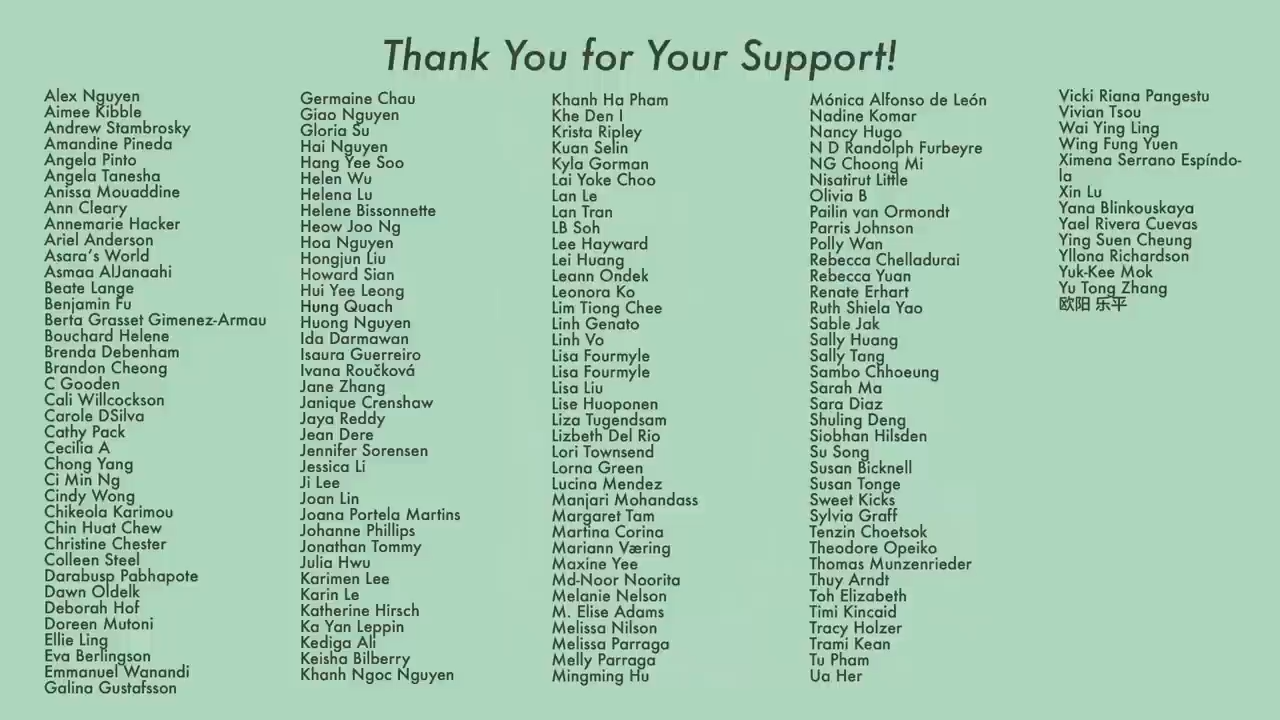 Thank You for Your Support!
Alex Nguyen
Aimee Kibble
Andrew Stambrosky
Amandine Pineda
Angela Pinto
Angela Tanesha
Anissa Mouaddine
Ann Cleary
Annemarie Hacker
Ariel Anderson
Asara's World
Asmaa AlJanaahi
Beate Lange
Benjamin Fu
Berta Grasset Gimenez-Armau
Bouchard Helene
Brenda Debenham
Brandon Cheong
C Gooden
Cali Willcockson
Carole DSilva
Cathy Pack
Cecilia A
Chong Yang
Ci Min Ng
Cindy Wong
Chikeola Karimou
Chin Huat Chew
Christine Chester
Colleen Steel
Darabusp Pabhapote
Dawn Oldelk
Deborah Hof
Doreen Mutoni
Ellie Ling
Eva Berlingson
Emmanuel Wanandi
Galina Gustafsson
Germaine Chau
Giao Nguyen
Gloria Su
Hai Nguyen
Hang Yee Soo
Helen Wu
Helena Lu
Helene Bissonnette
Heow Joo Ng
Hoa Nguyen
Hongjun Liu
Howard Sian
Hui Yee Leong
Hung Quach
Huong Nguyen
Ida Darmawan
Isaura Guerreiro
Ivana Roučková
Jane Zhang
Janique Crenshaw
Jaya Reddy
Jean Dere
Jennifer Sorensen
Jessica Li
Ji Lee
Joan Lin
Joana Portela Martins
Johanne Phillips
Jonathan Tommy
Julia Hwu
Karimen Lee
Karin Le
Katherine Hirsch
Ka Yan Leppin
Kediga Ali
Keisha Bilberry
Khanh Ngoc Nguyen
Khanh Ha Pham
Khe Den I
Krista Ripley
Kuan Selin
Kyla Gorman
Lai Yoke Choo
Lan Le
Lan Tran
LB Soh
Lee Hayward
Lei Huang
Leann Ondek
Leonora Ko
Lim Tiong Chee
Linh Genato
Linh Vo
Lisa Fourmyle
Lisa Fourmyle
Lisa Liu
Lise Huoponen
Liza Tugendsam
Lizbeth Del Rio
Lori Townsend
Lorna Green
Lucina Mendez
Manjari Mohandass
Margaret Tam
Martina Corina
Mariann Væring
Maxine Yee
Md-Noor Noorita
Melanie Nelson
M. Elise Adams
Melissa Nilson
Melissa Parraga
Melly Parraga
Mingming Hu
Mónica Alfonso de León
Nadine Komar
Nancy Hugo
N D Randolph Furbeyre
NG Choong Mi
Nisatirut Little
Olivia B
Pailin van Ormondt
Parris Johnson
Polly Wan
Rebecca Chelladurai
Rebecca Yuan
Renate Erhart
Ruth Shiela Yao
Sable Jak
Sally Huang
Sally Tang
Sambo Chhoeung
Sarah Ma
Sara Diaz
Shuling Deng
Siobhan Hilsden
Su Song
Susan Bicknell
Susan Tonge
Sweet Kicks
Sylvia Graff
Tenzin Choetsok
Theodore Opeiko
Thomas Munzenrieder
Thuy Arndt
Toh Elizabeth
Timi Kincaid
Tracy Holzer
Trami Kean
Tu Pham
Ua Her
Vicki Riana Pangestu
Vivian Tsou
Wai Ying Ling
Wing Fung Yuen
Ximena Serrano Espíndo-
la
Xin Lu
Yana Blinkouskaya
Yael Rivera Cuevas
Ying Suen Cheung
Yllona Richardson
Yuk-Kee Mok
Yu Tong Zhang
欧阳 乐平